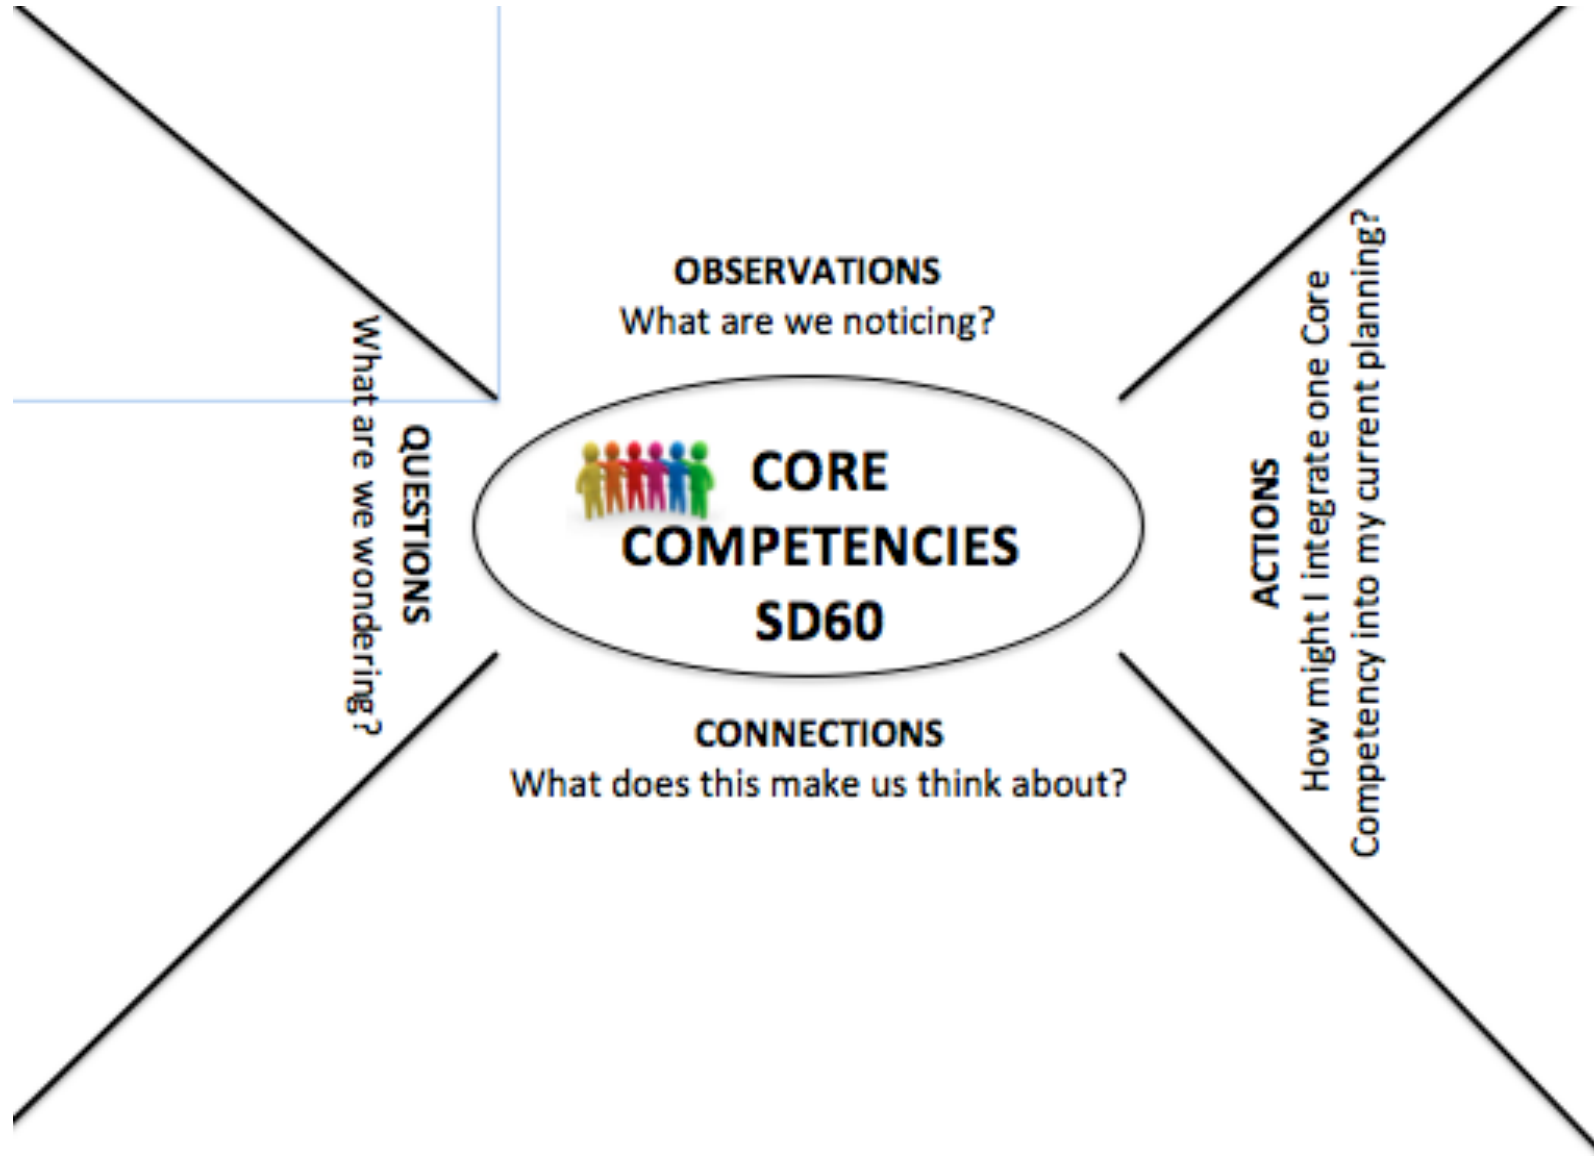 OBSERVATIONS
What are we noticing?
QUESTIONS
What are we wondering?
CORE
COMPETENCIES
SD60
ACTIONS
How might I integrate one Core
Competency into my current planning?
CONNECTIONS
What does this make us think about?